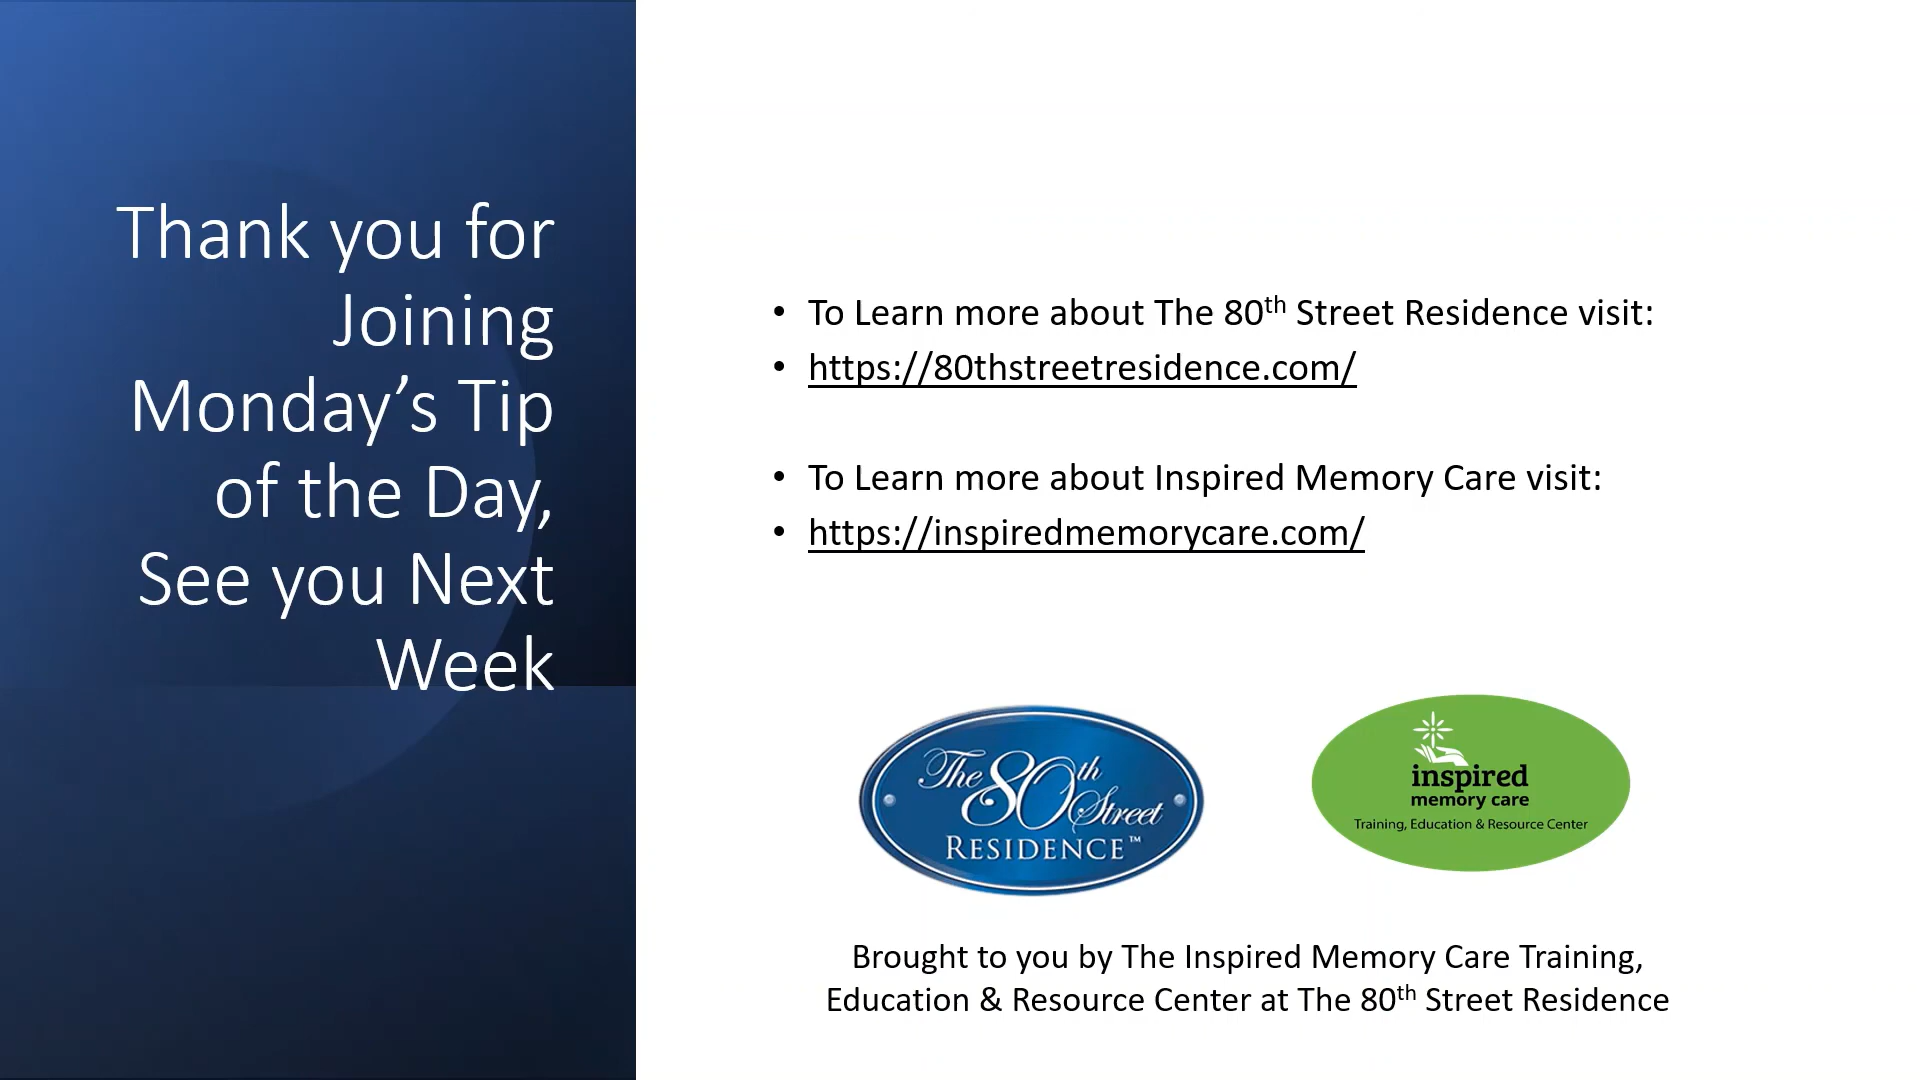 Thank you for
Joining
Monday’s Tip
of the Day,
See you Next
Week
• To Learn more about The 80th Street Residence visit:
• https://80thstreetresidence.com/
• To Learn more about Inspired Memory Care visit:
• https://inspiredmemorycare.com/
The 80th Street
RESIDENCE™
inspired
memory care
Training, Education & Resource Center
Brought to you by The Inspired Memory Care Training,
Education & Resource Center at The 80th Street Residence